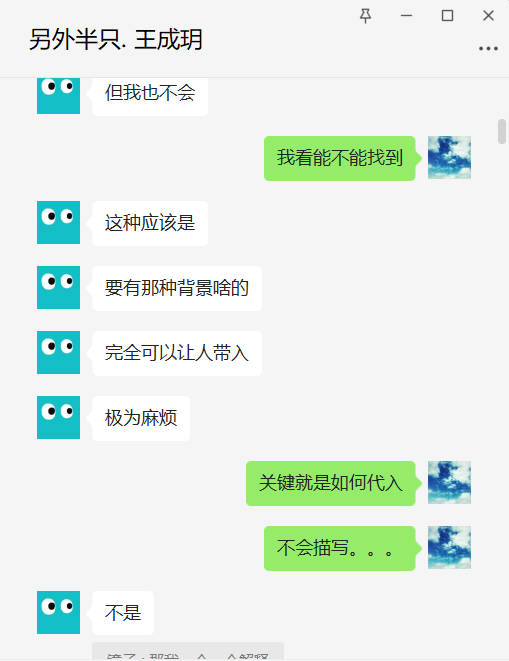 另外半只. 王成玥
但我也不会
我看能不能找到
这种应该是
要有那种背景啥的
完全可以让人带入
极为麻烦
关键就是如何代入
不会描写。。。
不是